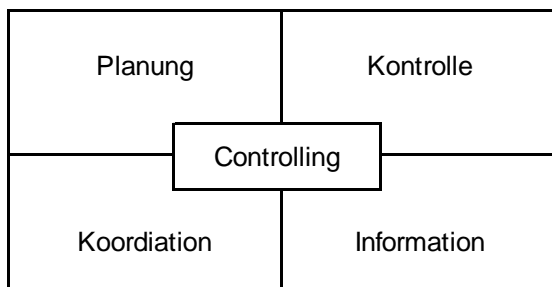 Planung
Kontrolle
Controlling
Koordiation
Information